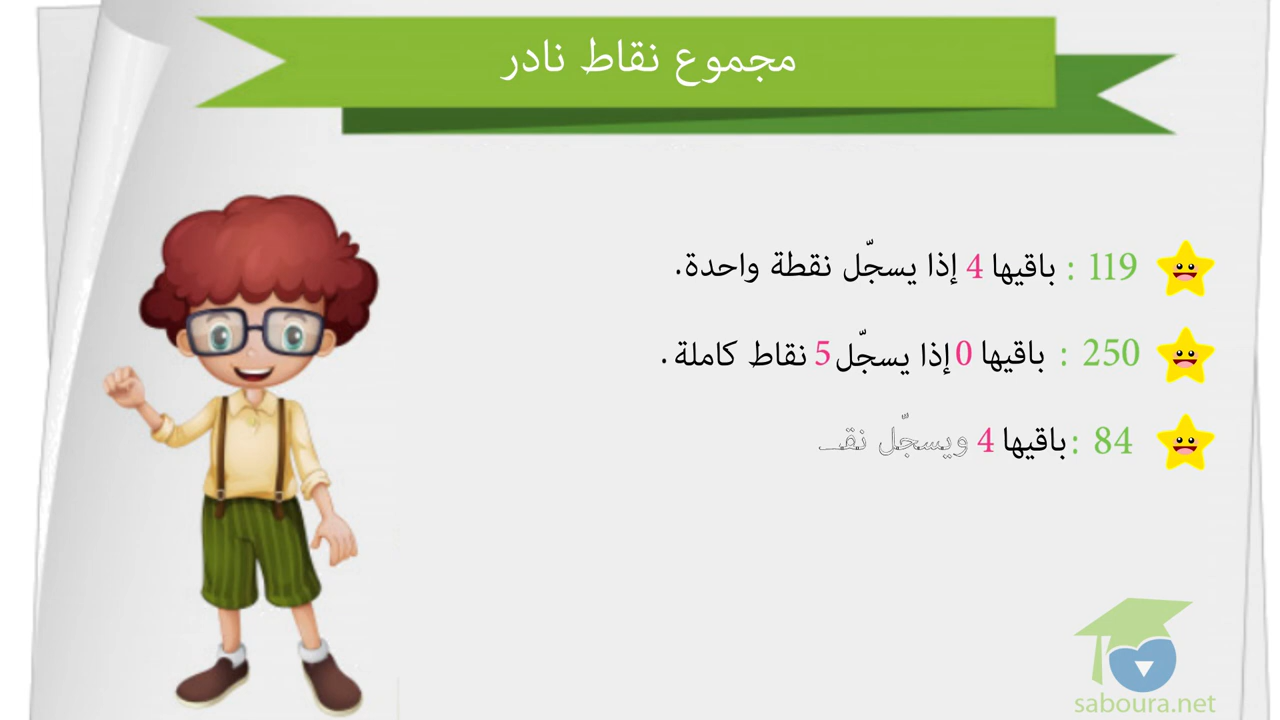 مجموع نقاط نادر
119 : باقيها 4 إذا يسجّل نقطة واحدة.
250 : باقيها 0 إذا يسجّل 5 نقاط كاملة.
84 : باقيها 4 ويسجّل نقـ
saboura.net